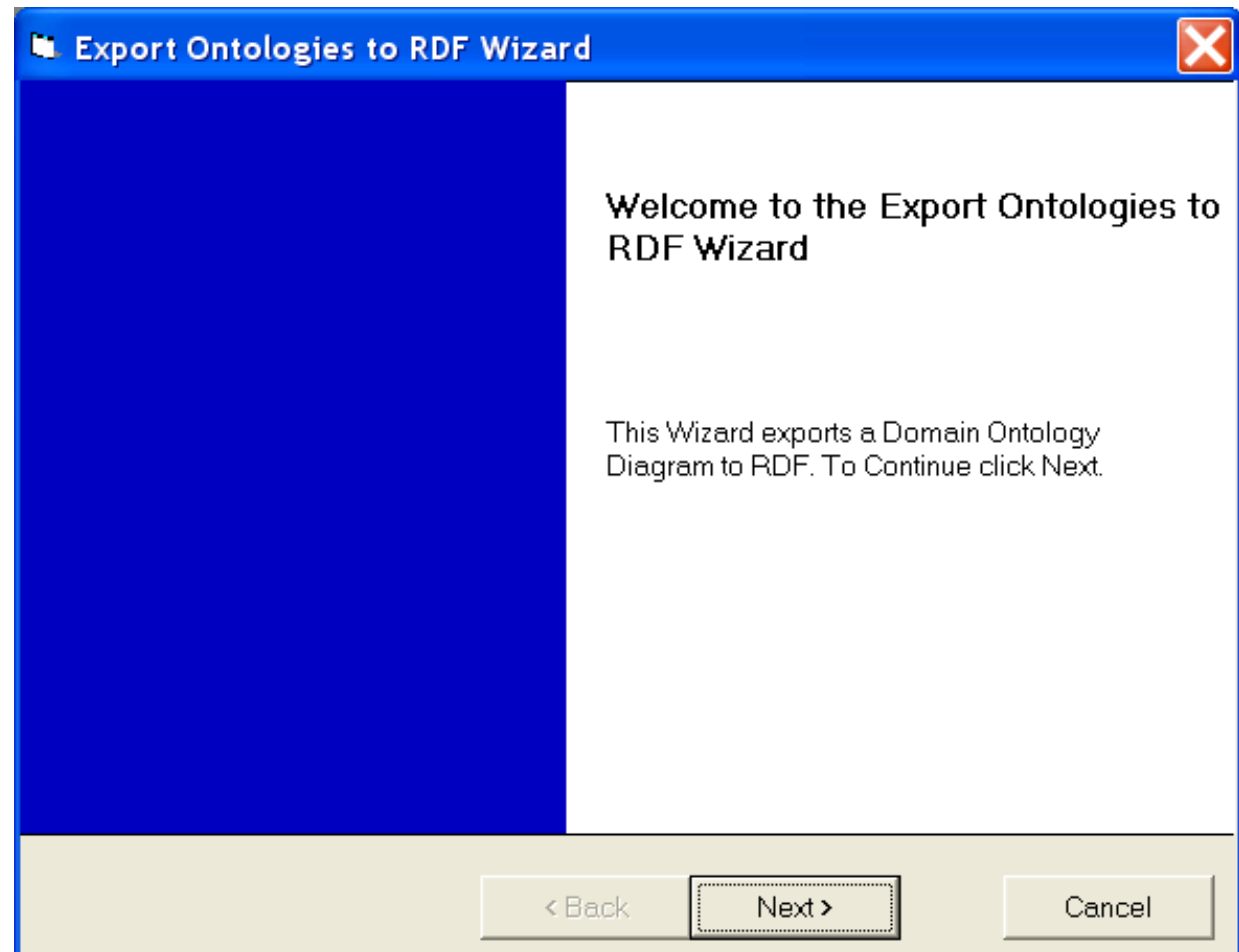 Export Ontologies to RDF Wizard
Welcome to the Export Ontologies to
RDF Wizard
This Wizard exports a Domain Ontology
Diagram to RDF. To Continue click Next.
< Back
Next >
Cancel